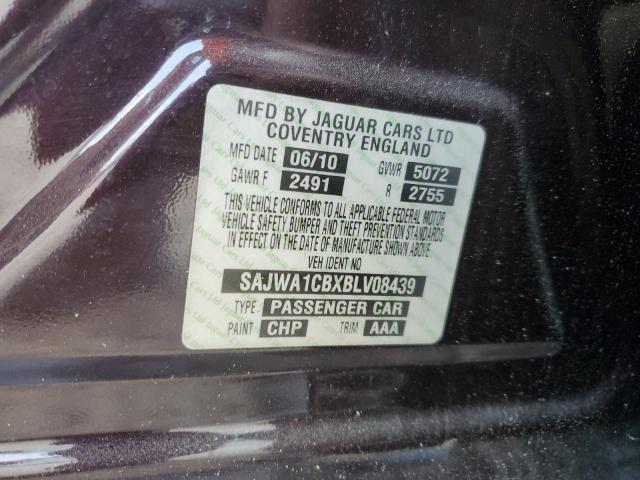 MFD BY JAGUAR CARS LTD
COVENTRY ENGLAND
MFD DATE 06/10 GVWR 5072
GAWR F 2491 R 2755
THIS VEHICLE CONFORMS TO ALL APPLICABLE FEDERAL MOTOR
VEHICLE SAFETY BUMPER AND THEFT PREVENTION STANDARDS
IN EFFECT ON THE DATE OF MANUFACTURE SHOWN ABOVE.
VEH IDENT NO
SAJWA1CBXBLV08439
TYPE: PASSENGER CAR
PAINT CHP TRIM AAA